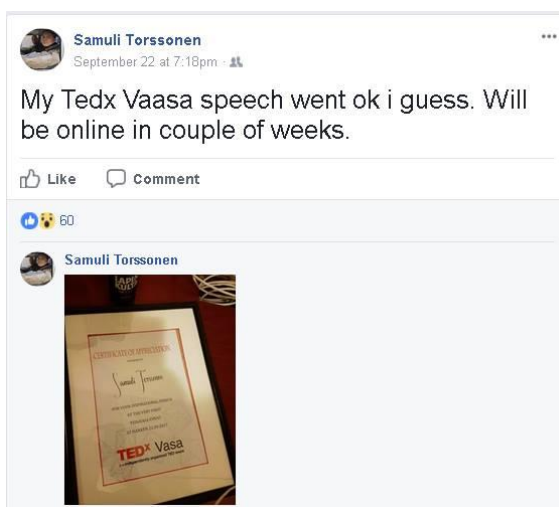 Samuli Torssonen
September 22 at 7:18pm
My Tedx Vaasa speech went ok i guess. Will
be online in couple of weeks.
Like Comment
60
Samuli Torssonen
CERTIFICATE OF APPRECIATION
Samuli Torssonen
TEDx Vasa